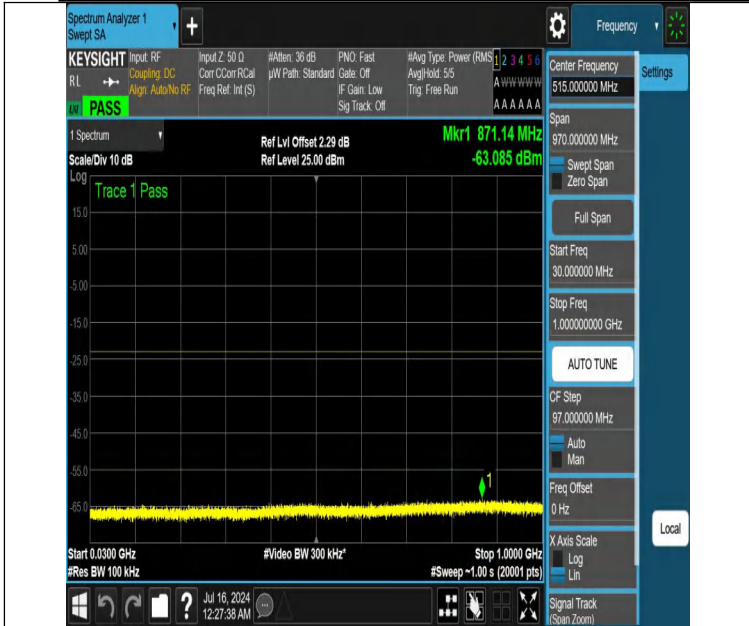 Spectrum Analyzer 1
Swept SA
Frequency
KEYSIGHT
RL
PASS
Input: RF
Coupling: DC
Align: Auto/No RF
Input Z: 50 Ω
Corr CCorr RCal
Freq Ref: Int (S)
#Atten: 36 dB
µW Path: Standard
PNO: Fast
Gate: Off
IF Gain: Low
Sig Track: Off
#Avg Type: Power (RMS
Avg|Hold: 5/5
Trig: Free Run
1 2 3 4 5 6
A W W W W W
A A A A A A
1 Spectrum
Scale/Div 10 dB
Ref Lvl Offset 2.29 dB
Ref Level 25.00 dBm
Mkr1 871.14 MHz
-63.085 dBm
Log
Trace 1 Pass
15.0
5.00
-5.00
-15.0
-25.0
-35.0
-45.0
-55.0
-65.0
1
Start 0.0300 GHz
#Res BW 100 kHz
#Video BW 300 kHz*
Stop 1.0000 GHz
#Sweep ~1.00 s (20001 pts)
Jul 16, 2024
12:27:38 AM
Center Frequency
515.000000 MHz
Settings
Span
970.000000 MHz
Swept Span
Zero Span
Full Span
Start Freq
30.000000 MHz
Stop Freq
1.000000000 GHz
AUTO TUNE
CF Step
97.000000 MHz
Auto
Man
Freq Offset
0 Hz
X Axis Scale
Log
Lin
Local
Signal Track
(Span Zoom)